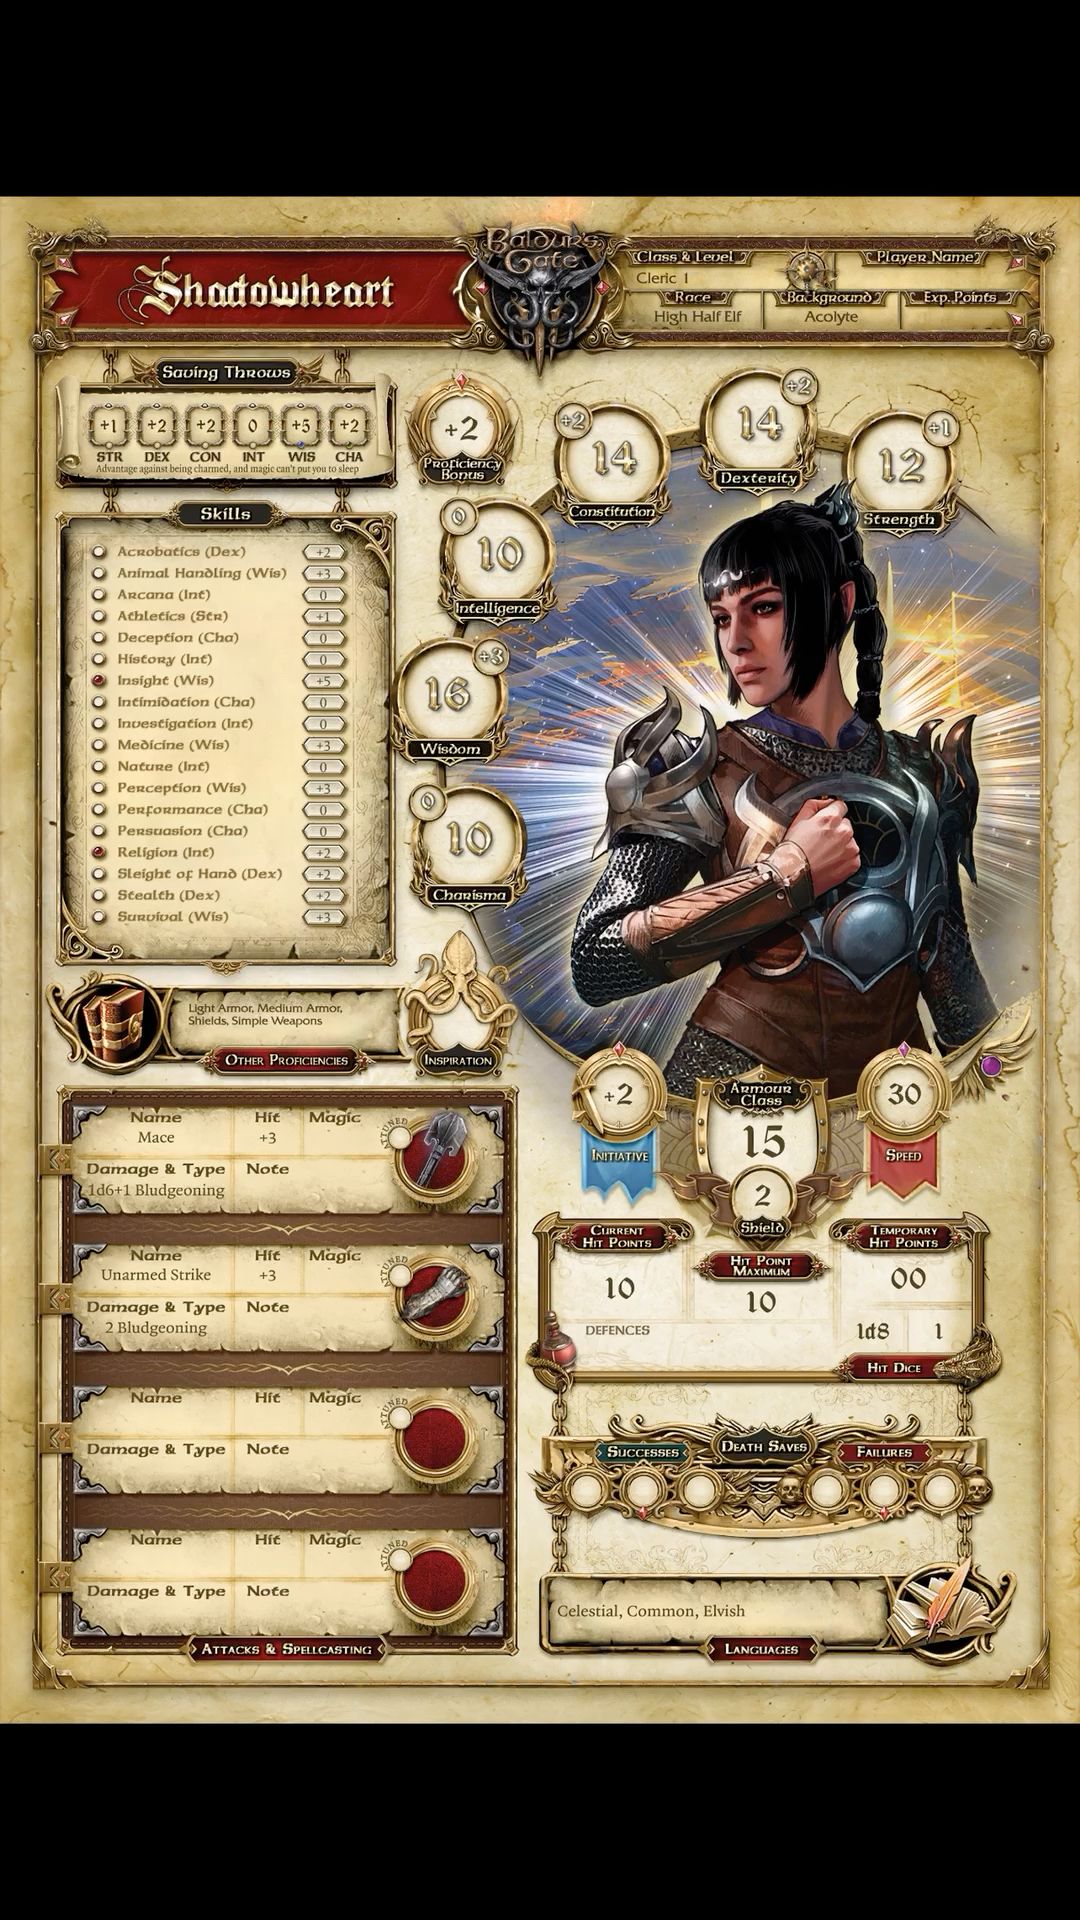 Baldur's Gate
Shadowheart
Class & Level
Player Name
Cleric 1
Race
Background
Exp. Points
High Half Elf
Acolyte
Saving Throws
+1 +2 +2 0 +5 +2
STR DEX CON INT WIS CHA
Advantage against being charmed, and magic can't put you to sleep
+2
Proficiency
Bonus
+2
14
Constitution
+2
14
Dexterity
+1
12
Strength
0
10
Intelligence
+3
16
Wisdom
0
10
Charisma
Skills
Acrobatics (Dex) +2
Animal Handling (Wis) +3
Arcana (Int) 0
Athletics (Str) +1
Deception (Cha) 0
History (Int) 0
Insight (Wis) +5
Intimidation (Cha) 0
Investigation (Int) 0
Medicine (Wis) +3
Nature (Int) 0
Perception (Wis) +3
Performance (Cha) 0
Persuasion (Cha) 0
Religion (Int) +2
Sleight of Hand (Dex) +2
Stealth (Dex) +2
Survival (Wis) +3
Light Armor, Medium Armor,
Shields, Simple Weapons
Other Proficiencies
Inspiration
Name Hit Magic
Mace +3
ATTUNED
Damage & Type Note
1d6+1 Bludgeoning
Name Hit Magic
Unarmed Strike +3
ATTUNED
Damage & Type Note
2 Bludgeoning
Name Hit Magic
ATTUNED
Damage & Type Note
Name Hit Magic
ATTUNED
Damage & Type Note
Attacks & Spellcasting
+2
Initiative
Armour
Class
15
2
Shield
30
Speed
Current
Hit Points
10
Hit Point
Maximum
10
Temporary
Hit Points
00
DEFENCES
1d8 1
Hit Dice
Successes
Death Saves
Failures
Celestial, Common, Elvish
Languages